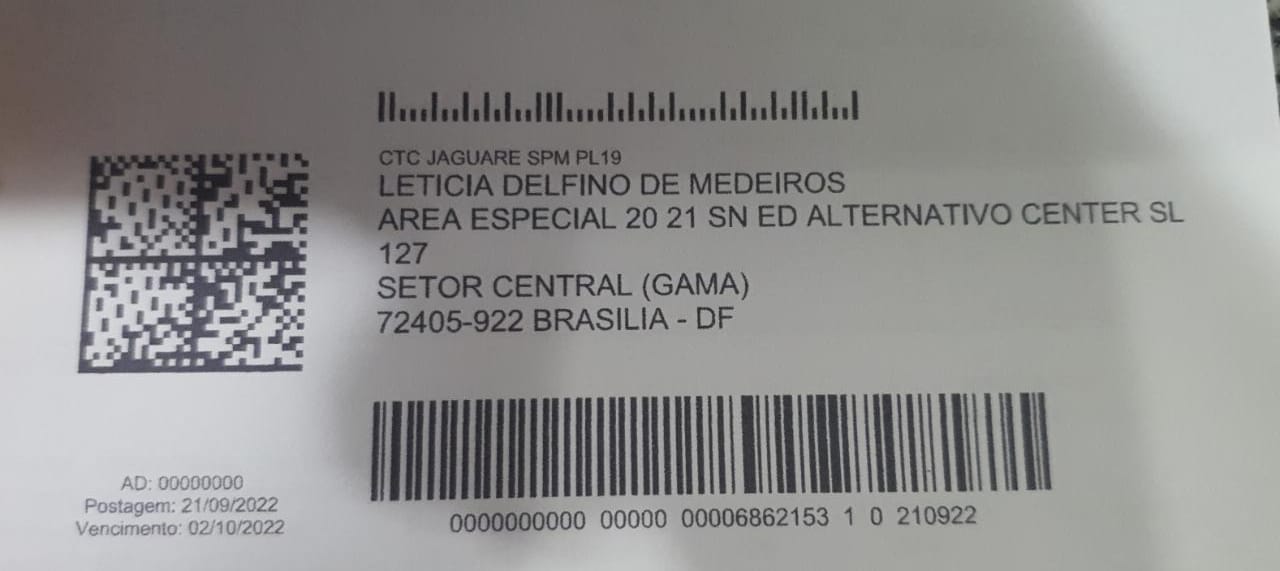 CTC JAGUARE SPM PL19
LETICIA DELFINO DE MEDEIROS
AREA ESPECIAL 20 21 SN ED ALTERNATIVO CENTER SL
127
SETOR CENTRAL (GAMA)
72405-922 BRASILIA - DF
AD: 00000000
Postagem: 21/09/2022
Vencimento: 02/10/2022
0000000000 00000 00006862153 1 0 210922